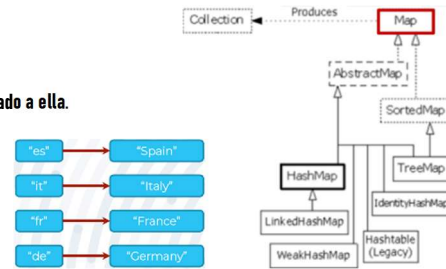 ado a ella.
"es" "Spain"
"it" "Italy"
"fr" "France"
"de" "Germany"
Collection Produces Map
AbstractMap
SortedMap
HashMap
TreeMap
IdentityHashMap
LinkedHashMap
Hashtable
(Legacy)
WeakHashMap